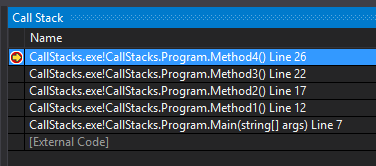 Call Stack
Name
CallStacks.exe!CallStacks.Program.Method4() Line 26
CallStacks.exe!CallStacks.Program.Method3() Line 22
CallStacks.exe!CallStacks.Program.Method2() Line 17
CallStacks.exe!CallStacks.Program.Method1() Line 12
CallStacks.exe!CallStacks.Program.Main(string[] args) Line 7
[External Code]